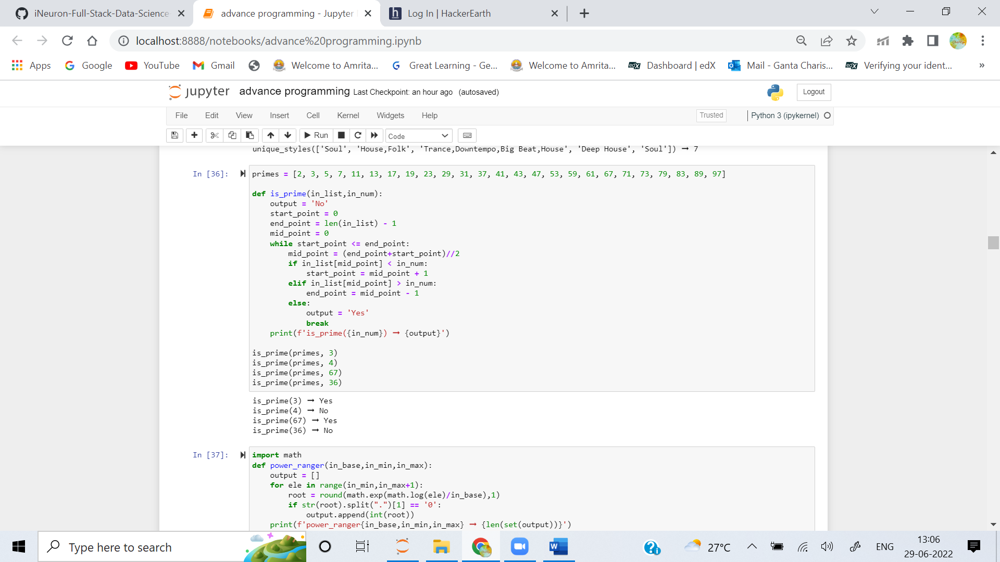 iNeuron-Full-Stack-Data-Science
advance programming - Jupyter
Log In | HackerEarth
localhost:8888/notebooks/advance%20programming.ipynb
Apps
Google
YouTube
Gmail
Welcome to Amrita...
Great Learning - Ge...
Welcome to Amrita...
Dashboard | edX
Mail - Ganta Charis...
Verifying your ident...
»
jupyter advance programming Last Checkpoint: an hour ago (autosaved)
Logout
File Edit View Insert Cell Kernel Widgets Help
Trusted
Python 3 (ipykernel)
Run
Code
unique_styles(['Soul', 'House,Folk', 'Trance,Downtempo,Big Beat,House', 'Deep House', 'Soul']) ➞ 7
In [36]:
primes = [2, 3, 5, 7, 11, 13, 17, 19, 23, 29, 31, 37, 41, 43, 47, 53, 59, 61, 67, 71, 73, 79, 83, 89, 97]
def is_prime(in_list,in_num):
output = 'No'
start_point = 0
end_point = len(in_list) - 1
mid_point = 0
while start_point <= end_point:
mid_point = (end_point+start_point)//2
if in_list[mid_point] < in_num:
start_point = mid_point + 1
elif in_list[mid_point] > in_num:
end_point = mid_point - 1
else:
output = 'Yes'
break
print(f'is_prime({in_num}) ➞ {output}')
is_prime(primes, 3)
is_prime(primes, 4)
is_prime(primes, 67)
is_prime(primes, 36)
is_prime(3) ➞ Yes
is_prime(4) ➞ No
is_prime(67) ➞ Yes
is_prime(36) ➞ No
In [37]:
import math
def power_ranger(in_base,in_min,in_max):
output = []
for ele in range(in_min,in_max+1):
root = round(math.exp(math.log(ele)/in_base),1)
if str(root).split(".")[1] == '0':
output.append(int(root))
print(f'power_ranger{in_base,in_min,in_max} ➞ {len(set(output))}')
Type here to search
27°C
ENG
13:06
29-06-2022